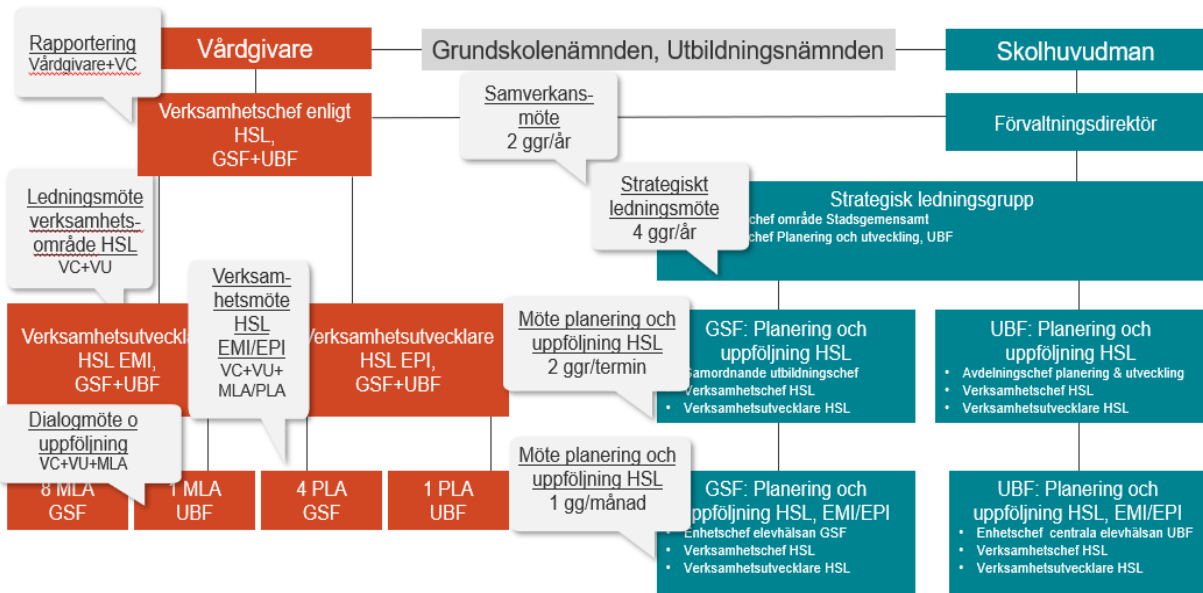 Rapportering
Vårdgivare+VC
Vårdgivare
Grundskolenämnden, Utbildningsnämnden
Skolhuvudman
Verksamhetschef enligt
HSL,
GSF+UBF
Samverkans-
möte
2 ggr/år
Förvaltningsdirektör
Ledningsmöte
verksamhets-
område HSL
VC+VU
Strategiskt
ledningsmöte
4 ggr/år
Strategisk ledningsgrupp
chef område Stadsgemensamt
chef Planering och utveckling, UBF
Verksam-
hetsmöte
HSL
EMI/EPI
VC+VU+
MLA/PLA
Verksamhetsutveckla
HSL EMI,
GSF+UBF
erksamhetsutvecklare
HSL EPI,
GSF+UBF
Möte planering och
uppföljning HSL
2 ggr/termin
GSF: Planering och
uppföljning HSL
Samordnande utbildningschef
• Verksamhetschef HSL
• Verksamhetsutvecklare HSL
UBF: Planering och
uppföljning HSL
• Avdelningschef planering & utveckling
• Verksamhetschef HSL
• Verksamhetsutvecklare HSL
Dialogmöte o
uppföljning
VC+VU+MLA
8 MLA
GSF
1 MLA
UBF
4 PLA
GSF
1 PLA
UBF
Möte planering och
uppföljning HSL
1 gg/månad
GSF: Planering och
uppföljning HSL, EMI/EPI
Enhetschef elevhälsan GSF
• Verksamhetschef HSL
• Verksamhetsutvecklare HSL
UBF: Planering och
uppföljning HSL, EMI/EPI
• Enhetschef centrala elevhälsan UBF
• Verksamhetschef HSL
• Verksamhetsutvecklare HSL